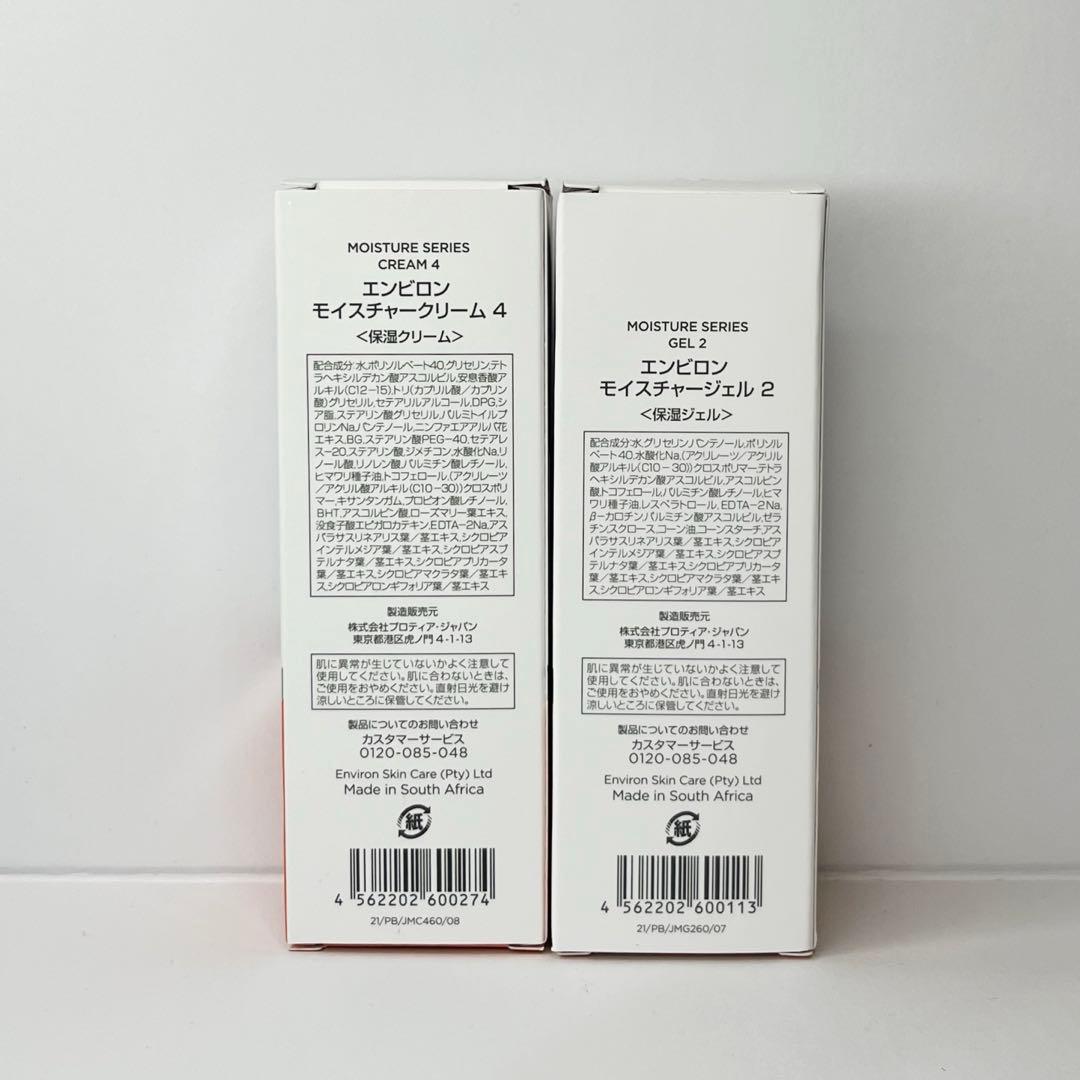 MOISTURE SERIES
CREAM 4
エンビロン
モイスチャークリーム 4
<保湿クリーム>
配合成分:水,ポリソルベート40,グリセリン,テト
ラヘキシルデカン酸アスコルビル,安息香酸ア
ルキル(C12-15),トリ(カプリル酸/カプリン
酸)グリセリル,セテアリルアルコール,DPG,シ
ア脂,ステアリン酸グリセリル,パルミトイルプ
ロリンNa,パンテノール,ニンファエアアルバ花
エキス,BG,ステアリン酸PEG-40,セテアレ
ス-20,ステアリン酸,ジメチコン,水酸化Na,リ
ノール酸,リノレン酸,パルミチン酸レチノール,
ヒマワリ種子油,トコフェロール,(アクリレーツ
/アクリル酸アルキル(C10-30))クロスポリ
マー,キサンタンガム,プロピオン酸レチノール,
BHT,アスコルビン酸,ローズマリー葉エキス,
没食子酸エピガロカテキン,EDTA-2Na,アス
パラサスリネアリス葉/茎エキス,シクロピア
インテルメジア葉/茎エキス,シクロピアスブ
テルナタ葉/茎エキス,シクロピアプリカータ
葉/茎エキス,シクロピアマクラタ葉/茎エキ
ス,シクロピアロンギフォリア葉/茎エキス
製造販売元
株式会社プロティア・ジャパン
東京都港区虎ノ門 4-1-13
肌に異常が生じていないかよく注意して
使用してください。肌に合わないときは、
ご使用をおやめください。直射日光を避け
涼しいところに保管してください。
製品についてのお問い合わせ
カスタマーサービス
0120-085-048
Environ Skin Care (Pty) Ltd
Made in South Africa
紙
4 562202 600274
21/PB/JMC460/08
MOISTURE SERIES
GEL 2
エンビロン
モイスチャージェル 2
<保湿ジェル>
配合成分:水,グリセリン,パンテノール,ポリソル
ベート40,水酸化Na,(アクリレーツ/アクリル
酸アルキル(C10-30))クロスポリマー,テトラ
ヘキシルデカン酸アスコルビル,アスコルビン
酸,トコフェロール,パルミチン酸レチノール,ヒマ
ワリ種子油,レスベラトロール,EDTA-2Na,
β-カロチン,パルミチン酸アスコルビル,ゼラ
チン,スクロース,コーン油,コーンスターチ,アス
パラサスリネアリス葉/茎エキス,シクロピア
インテルメジア葉/茎エキス,シクロピアスブ
テルナタ葉/茎エキス,シクロピアプリカータ
葉/茎エキス,シクロピアマクラタ葉/茎エキ
ス,シクロピアロンギフォリア葉/茎エキス
製造販売元
株式会社プロティア・ジャパン
東京都港区虎ノ門 4-1-13
肌に異常が生じていないかよく注意して
使用してください。肌に合わないときは、
ご使用をおやめください。直射日光を避け
涼しいところに保管してください。
製品についてのお問い合わせ
カスタマーサービス
0120-085-048
Environ Skin Care (Pty) Ltd
Made in South Africa
紙
4 562202 600113
21/PB/JMG260/07